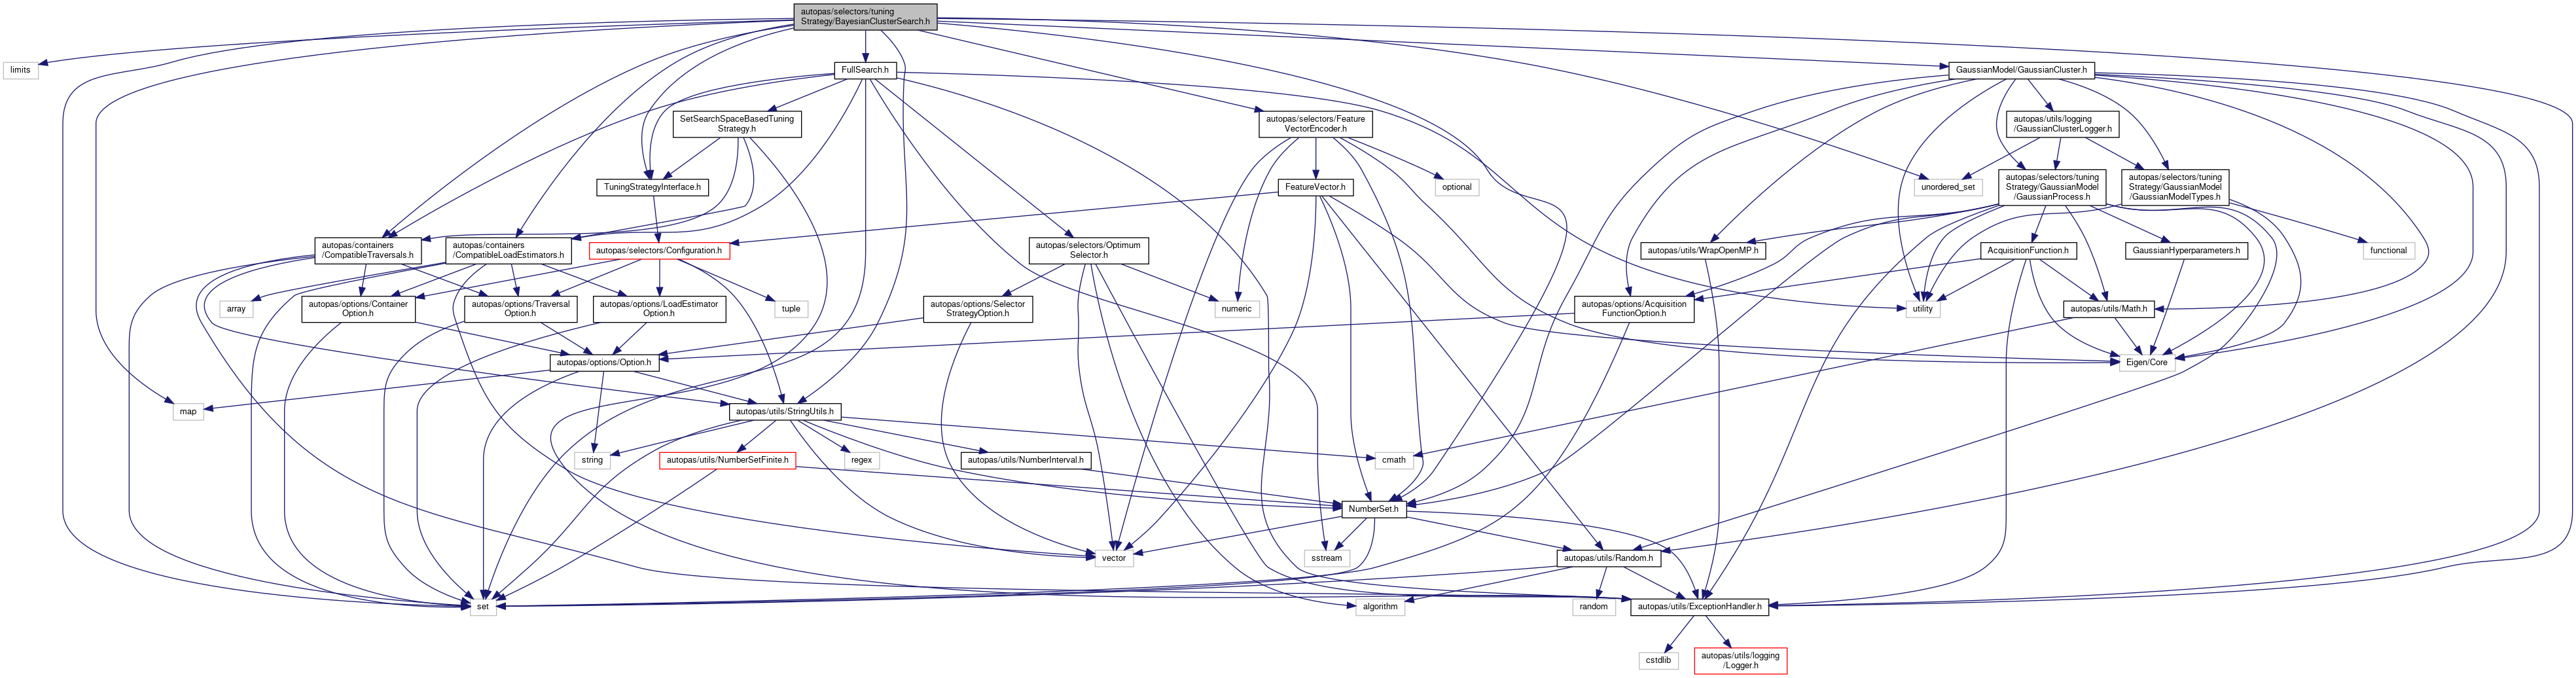 autopas/selectors/tuning
Strategy/BayesianClusterSearch.h
limits
FullSearch.h
GaussianModel/GaussianCluster.h
SetSearchSpaceBasedTuning
Strategy.h
autopas/selectors/Feature
VectorEncoder.h
autopas/utils/logging
/GaussianClusterLogger.h
TuningStrategyInterface.h
FeatureVector.h
optional
unordered_set
autopas/selectors/tuning
Strategy/GaussianModel
/GaussianProcess.h
autopas/selectors/tuning
Strategy/GaussianModel
/GaussianModelTypes.h
autopas/containers
/CompatibleTraversals.h
autopas/containers
/CompatibleLoadEstimators.h
autopas/selectors/Configuration.h
autopas/selectors/Optimum
Selector.h
autopas/utils/WrapOpenMP.h
AcquisitionFunction.h
GaussianHyperparameters.h
functional
array
autopas/options/Container
Option.h
autopas/options/Traversal
Option.h
autopas/options/LoadEstimator
Option.h
tuple
autopas/options/Selector
StrategyOption.h
numeric
autopas/options/Acquisition
FunctionOption.h
utility
autopas/utils/Math.h
autopas/options/Option.h
Eigen/Core
map
autopas/utils/StringUtils.h
string
autopas/utils/NumberSetFinite.h
regex
autopas/utils/NumberInterval.h
cmath
NumberSet.h
vector
sstream
autopas/utils/Random.h
set
algorithm
random
autopas/utils/ExceptionHandler.h
cstdlib
autopas/utils/logging
/Logger.h